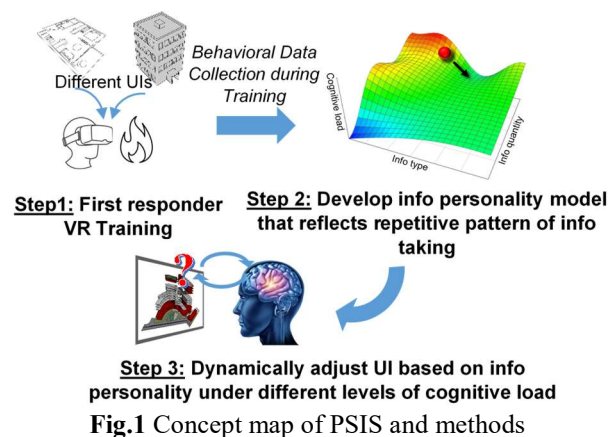 Different UIs
Behavioral Data
Collection during
Training
Cognitive load
Info type
Info quantity
Step1: First responder
VR Training
Step 2: Develop info personality model
that reflects repetitive pattern of info
taking
?
Step 3: Dynamically adjust UI based on info
personality under different levels of cognitive load
Fig.1 Concept map of PSIS and methods